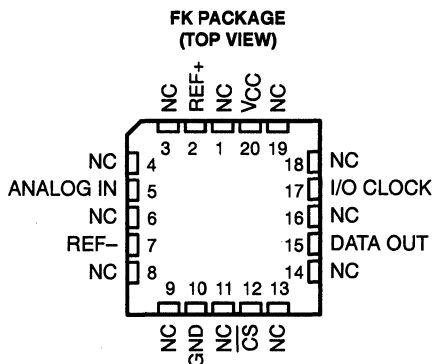 FK PACKAGE
(TOP VIEW)
NC REF+ NC VCC NC
3 2 1 20 19
NC 4 18 NC
ANALOG IN 5 17 I/O CLOCK
NC 6 16 NC
REF– 7 15 DATA OUT
NC 8 14 NC
9 10 11 12 13
NC GND NC CS NC